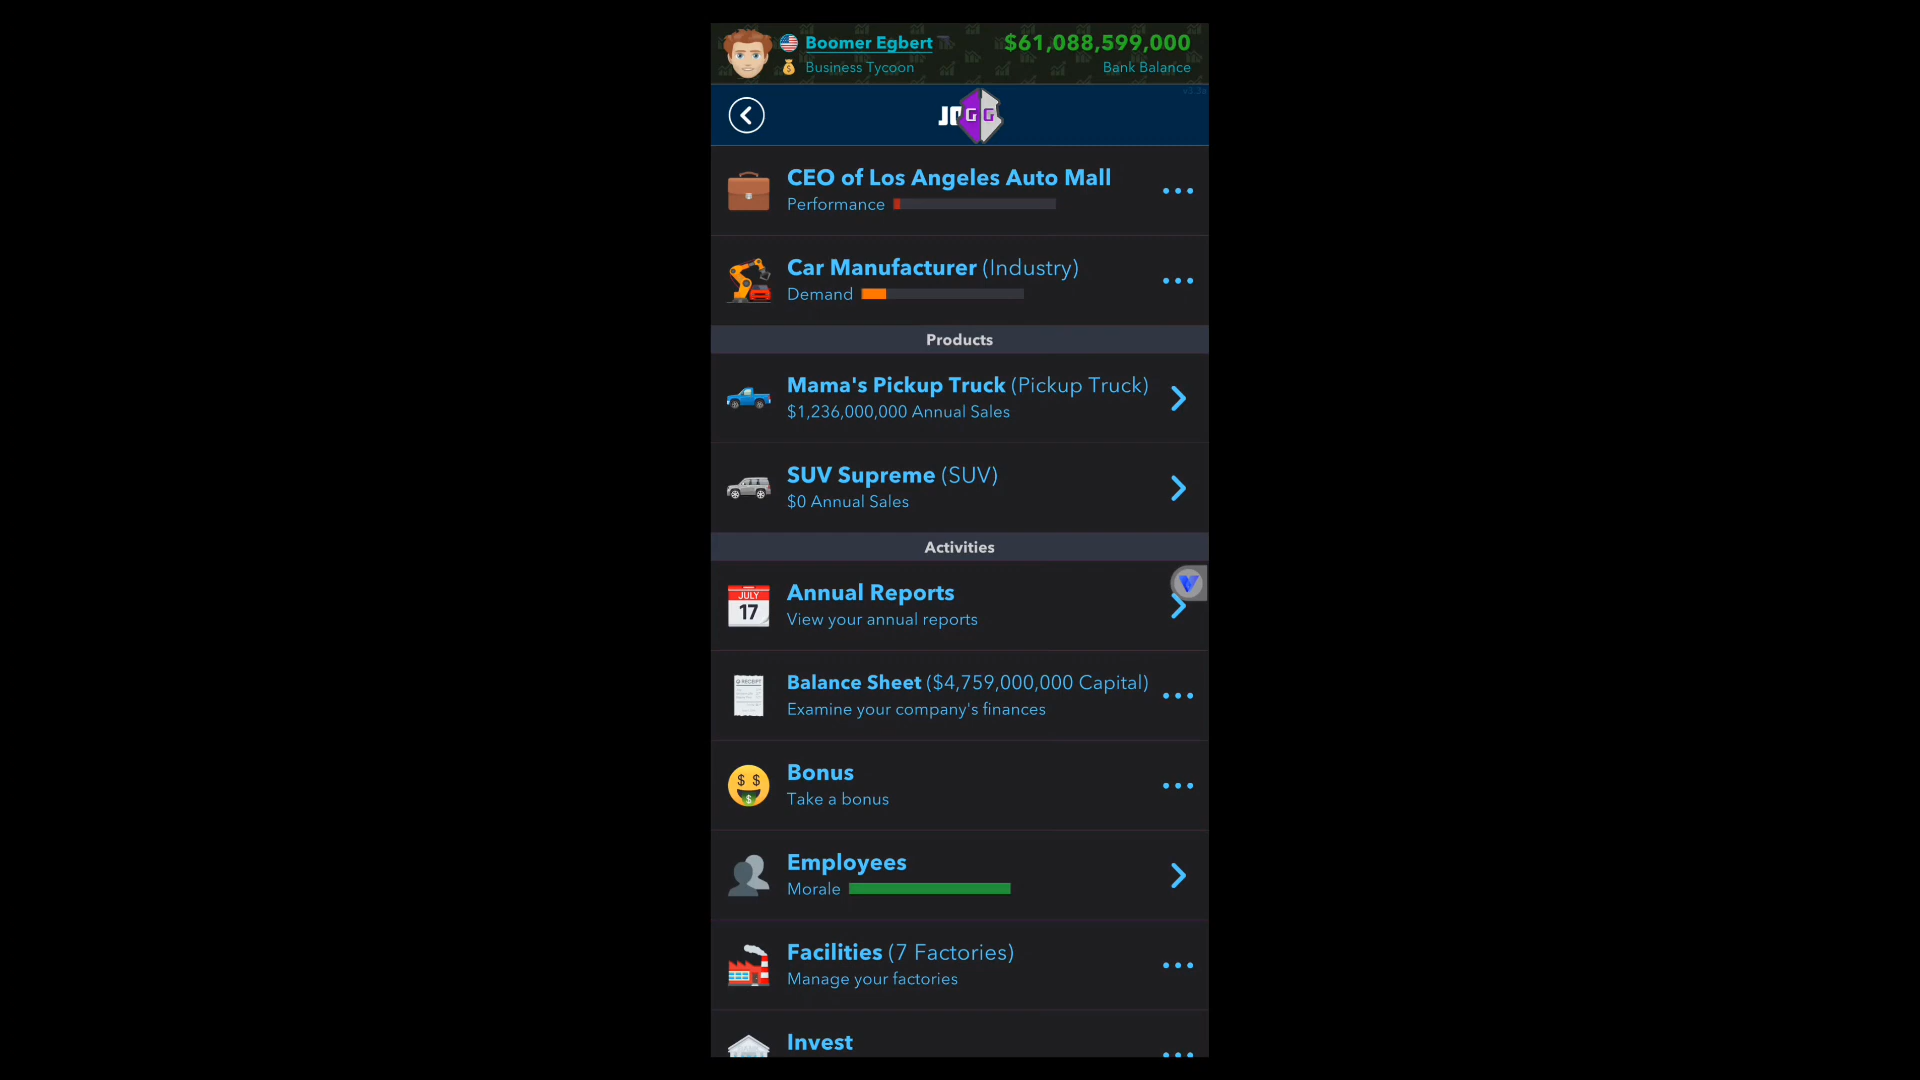 Boomer Egbert
$61,088,599,000
Business Tycoon
Bank Balance
GG
CEO of Los Angeles Auto Mall
Performance
Car Manufacturer (Industry)
Demand
Products
Mama's Pickup Truck (Pickup Truck)
$1,236,000,000 Annual Sales
SUV Supreme (SUV)
$0 Annual Sales
Activities
JULY
17
Annual Reports
View your annual reports
RECEIPT
Balance Sheet ($4,759,000,000 Capital)
Examine your company's finances
Bonus
Take a bonus
Employees
Morale
Facilities (7 Factories)
Manage your factories
Invest